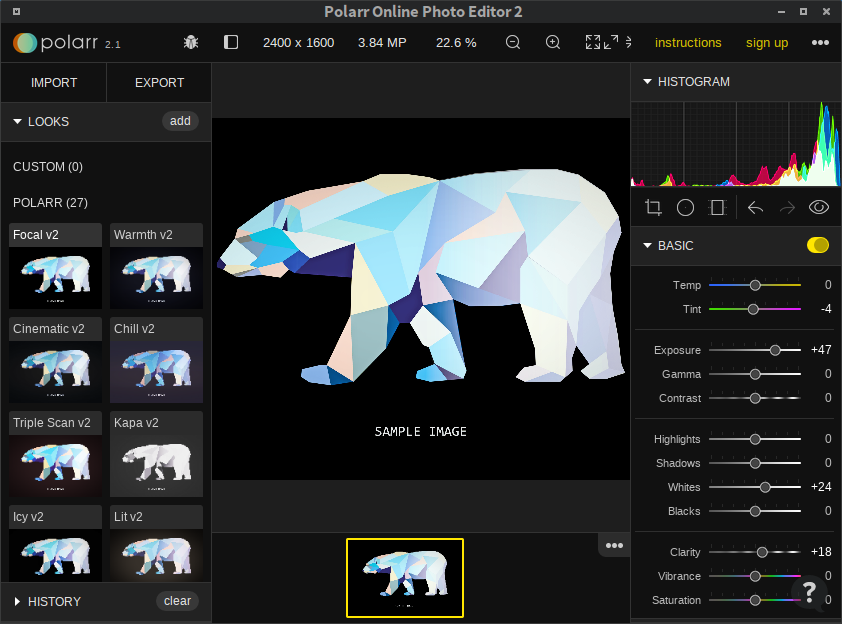 Polarr Online Photo Editor 2
polarr 2.1
2400 x 1600 3.84 MP 22.6 %
instructions sign up
IMPORT EXPORT
LOOKS add
CUSTOM (0)
POLARR (27)
Focal v2 Warmth v2
Cinematic v2 Chill v2
Triple Scan v2 Kapa v2
Icy v2 Lit v2
HISTORY clear
SAMPLE IMAGE
HISTOGRAM
BASIC
Temp 0
Tint -4
Exposure +47
Gamma 0
Contrast 0
Highlights 0
Shadows 0
Whites +24
Blacks 0
Clarity +18
Vibrance 0
Saturation 0
?